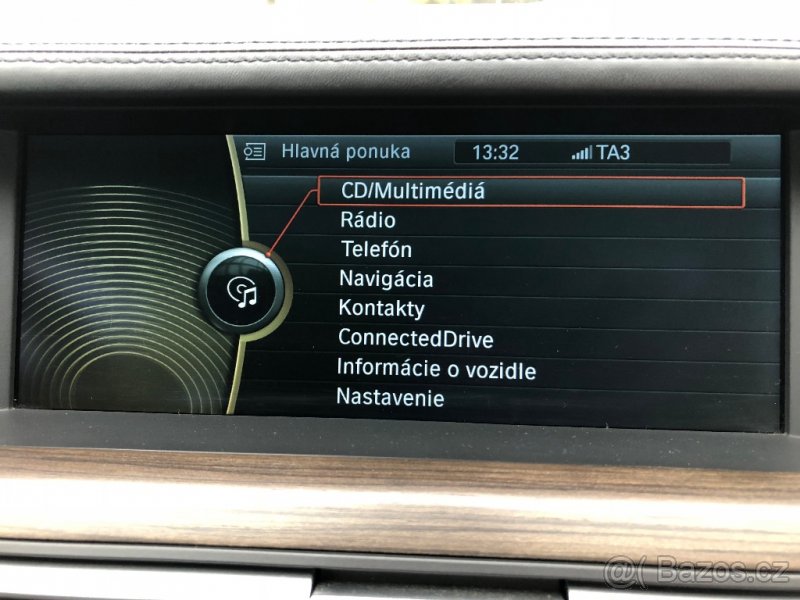 Hlavná ponuka 13:32 TA3
CD/Multimédiá
Rádio
Telefón
Navigácia
Kontakty
ConnectedDrive
Informácie o vozidle
Nastavenie
@ Bazos.cz